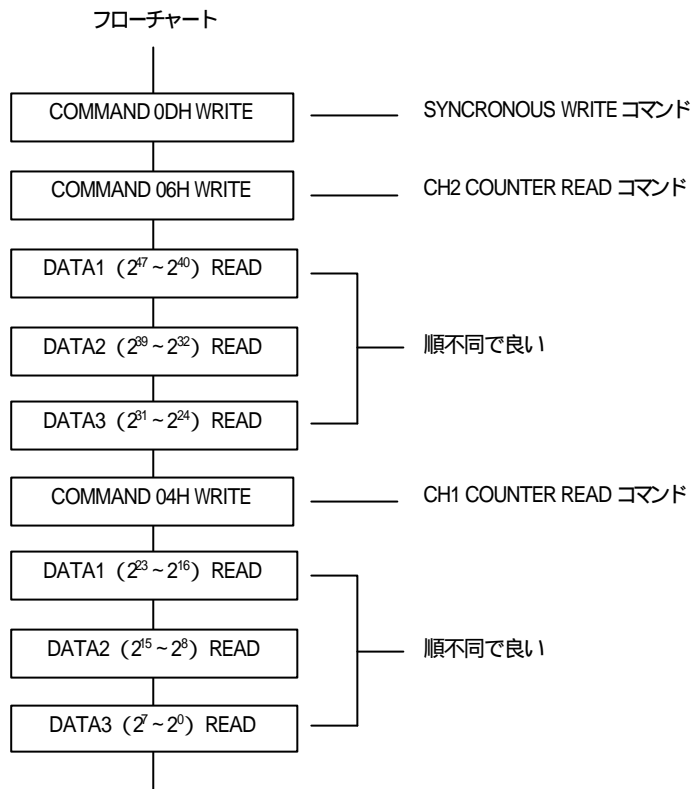 フローチャート
COMMAND 0DH WRITE
SYNCRONOUS WRITE コマンド
COMMAND 06H WRITE
CH2 COUNTER READ コマンド
DATA1 (2⁴⁷~2⁴⁰) READ
DATA2 (2³⁹~2³²) READ
順不同で良い
DATA3 (2³¹~2²⁴) READ
COMMAND 04H WRITE
CH1 COUNTER READ コマンド
DATA1 (2²³~2¹⁶) READ
DATA2 (2¹⁵~2⁸) READ
順不同で良い
DATA3 (2⁷~2⁰) READ